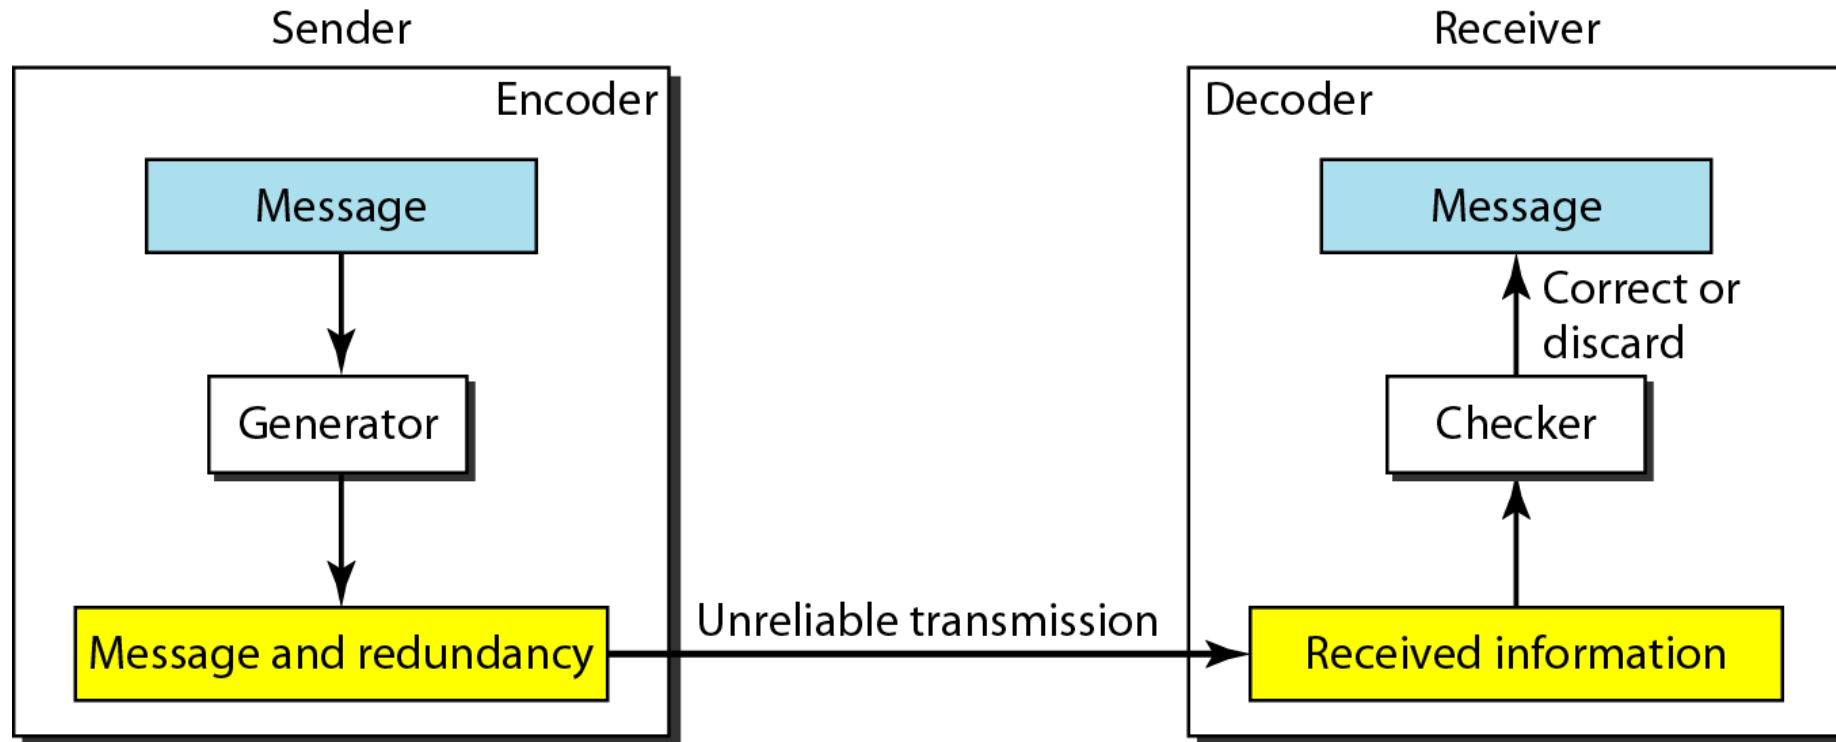 Sender
Encoder
Message
Generator
Message and redundancy
Unreliable transmission
Receiver
Decoder
Message
Correct or
discard
Checker
Received information